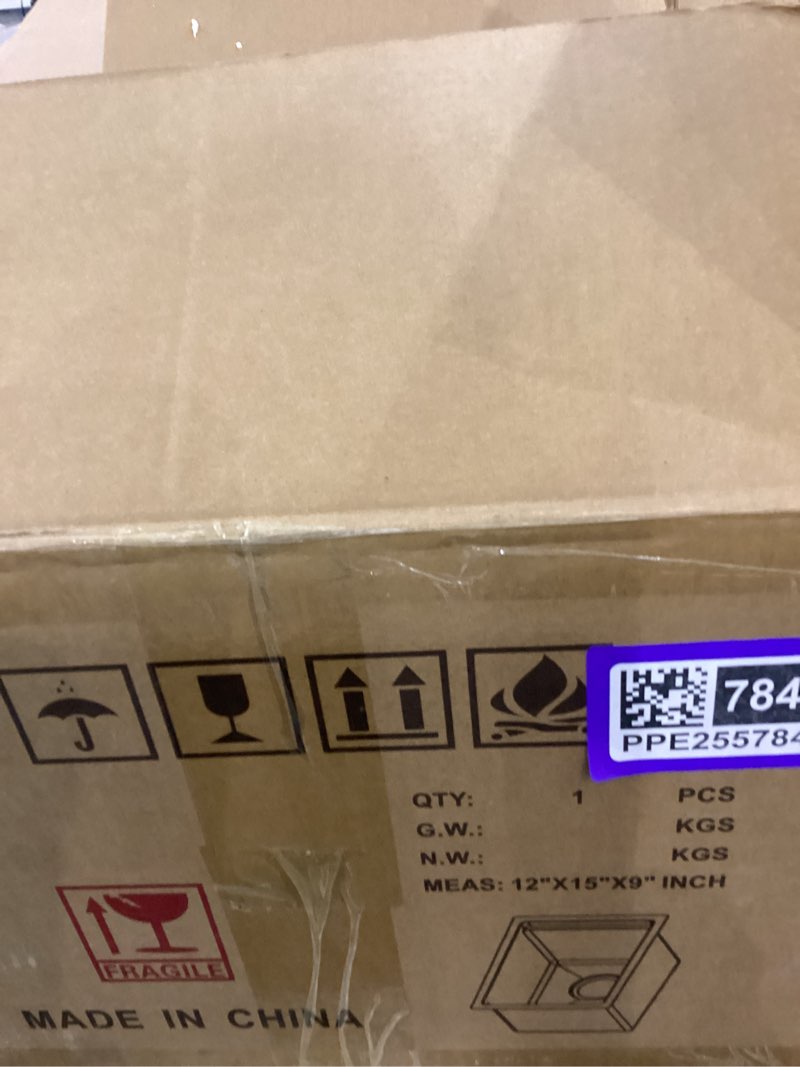 784
PPE255784
QTY: 1 PCS
G.W.: KGS
N.W.: KGS
MEAS: 12"X15"X9" INCH
FRAGILE
MADE IN CHINA